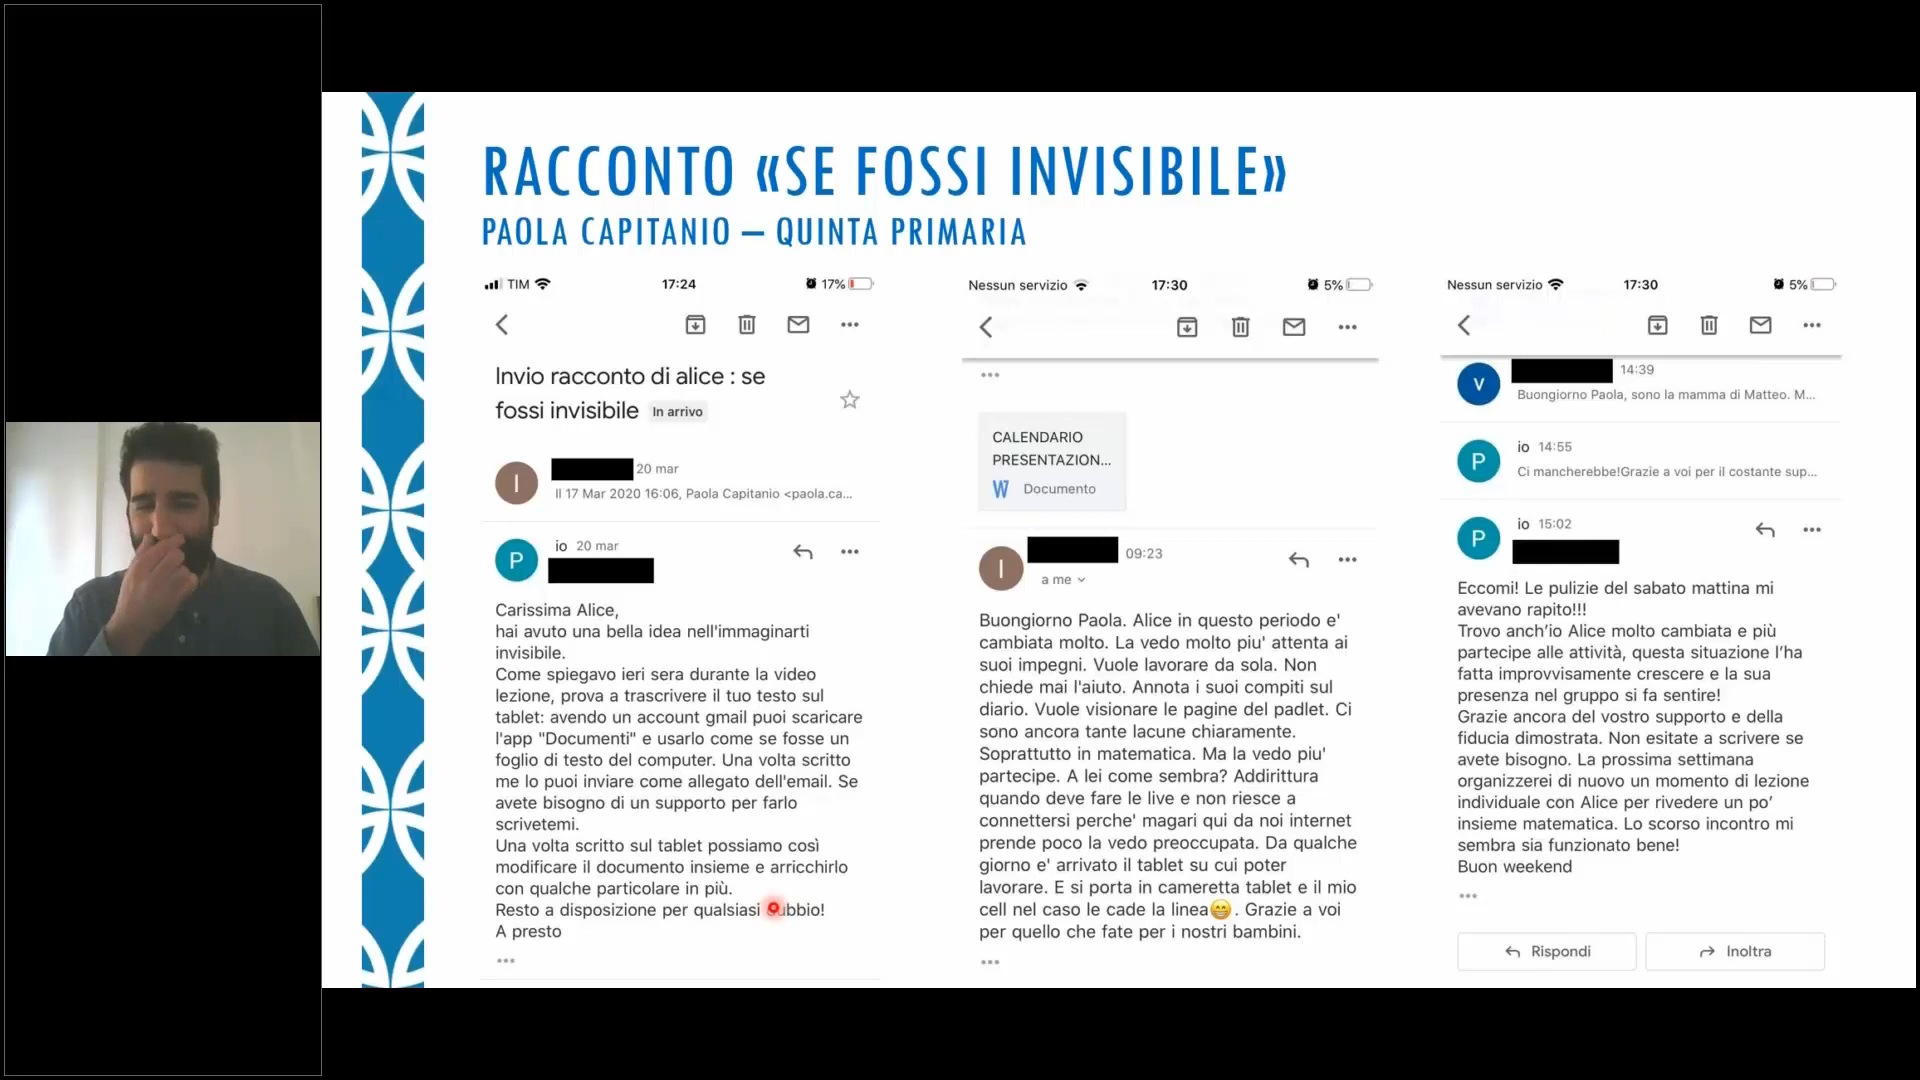 RACCONTO «SE FOSSI INVISIBILE»
PAOLA CAPITANIO – QUINTA PRIMARIA
TIM 17:24 17%
Invio racconto di alice : se
fossi invisibile In arrivo
I 20 mar
Il 17 Mar 2020 16:06, Paola Capitanio <paola.ca...
P io 20 mar
Carissima Alice,
hai avuto una bella idea nell'immaginarti
invisibile.
Come spiegavo ieri sera durante la video
lezione, prova a trascrivere il tuo testo sul
tablet: avendo un account gmail puoi scaricare
l'app "Documenti" e usarlo come se fosse un
foglio di testo del computer. Una volta scritto
me lo puoi inviare come allegato dell'email. Se
avete bisogno di un supporto per farlo
scrivetemi.
Una volta scritto sul tablet possiamo così
modificare il documento insieme e arricchirlo
con qualche particolare in più.
Resto a disposizione per qualsiasi dubbio!
A presto
Nessun servizio 17:30 5%
CALENDARIO
PRESENTAZION...
W Documento
I 09:23
a me
Buongiorno Paola. Alice in questo periodo e'
cambiata molto. La vedo molto piu' attenta ai
suoi impegni. Vuole lavorare da sola. Non
chiede mai l'aiuto. Annota i suoi compiti sul
diario. Vuole visionare le pagine del padlet. Ci
sono ancora tante lacune chiaramente.
Soprattutto in matematica. Ma la vedo piu'
partecipe. A lei come sembra? Addirittura
quando deve fare le live e non riesce a
connettersi perche' magari qui da noi internet
prende poco la vedo preoccupata. Da qualche
giorno e' arrivato il tablet su cui poter
lavorare. E si porta in cameretta tablet e il mio
cell nel caso le cade la linea😁. Grazie a voi
per quello che fate per i nostri bambini.
Nessun servizio 17:30 5%
V 14:39
Buongiorno Paola, sono la mamma di Matteo. M...
P io 14:55
Ci mancherebbe!Grazie a voi per il costante sup...
P io 15:02
Eccomi! Le pulizie del sabato mattina mi
avevano rapito!!!
Trovo anch'io Alice molto cambiata e più
partecipe alle attività, questa situazione l'ha
fatta improvvisamente crescere e la sua
presenza nel gruppo si fa sentire!
Grazie ancora del vostro supporto e della
fiducia dimostrata. Non esitate a scrivere se
avete bisogno. La prossima settimana
organizzerei di nuovo un momento di lezione
individuale con Alice per rivedere un po'
insieme matematica. Lo scorso incontro mi
sembra sia funzionato bene!
Buon weekend
Rispondi Inoltra